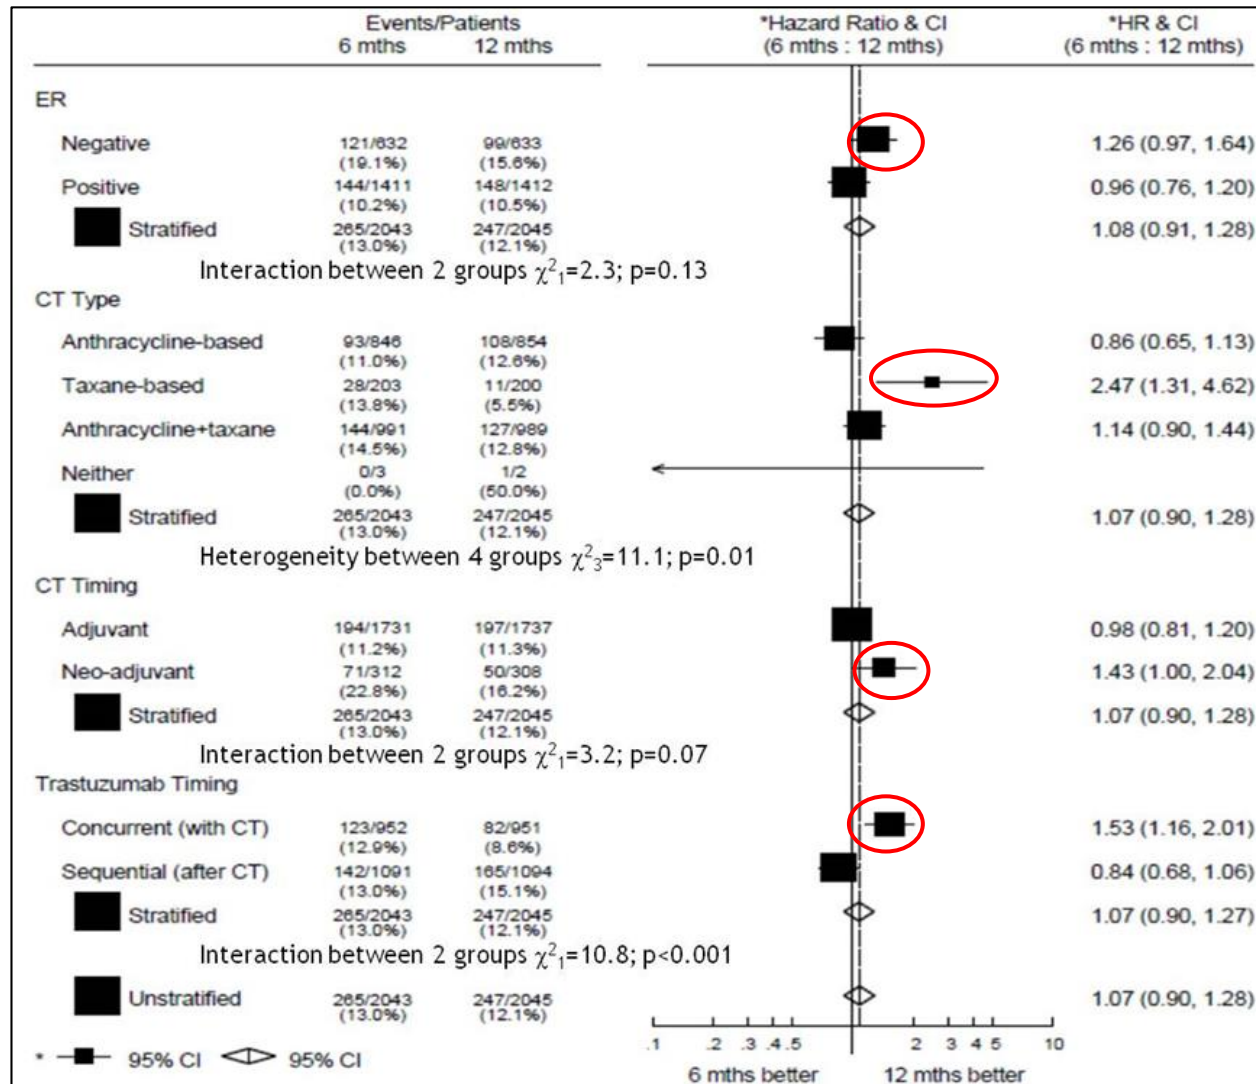 Events/Patients *Hazard Ratio & CI *HR & CI
6 mths 12 mths (6 mths : 12 mths) (6 mths : 12 mths)
ER
Negative 121/632 99/633 1.26 (0.97, 1.64)
(19.1%) (15.6%)
Positive 144/1411 148/1412 0.96 (0.76, 1.20)
(10.2%) (10.5%)
Stratified 265/2043 247/2045 1.08 (0.91, 1.28)
(13.0%) (12.1%)
Interaction between 2 groups χ²₁=2.3; p=0.13
CT Type
Anthracycline-based 93/846 108/854 0.86 (0.65, 1.13)
(11.0%) (12.6%)
Taxane-based 28/203 11/200 2.47 (1.31, 4.62)
(13.8%) (5.5%)
Anthracycline+taxane 144/991 127/989 1.14 (0.90, 1.44)
(14.5%) (12.8%)
Neither 0/3 1/2
(0.0%) (50.0%)
Stratified 265/2043 247/2045 1.07 (0.90, 1.28)
(13.0%) (12.1%)
Heterogeneity between 4 groups χ²₃=11.1; p=0.01
CT Timing
Adjuvant 194/1731 197/1737 0.98 (0.81, 1.20)
(11.2%) (11.3%)
Neo-adjuvant 71/312 50/308 1.43 (1.00, 2.04)
(22.8%) (16.2%)
Stratified 265/2043 247/2045 1.07 (0.90, 1.28)
(13.0%) (12.1%)
Interaction between 2 groups χ²₁=3.2; p=0.07
Trastuzumab Timing
Concurrent (with CT) 123/952 82/951 1.53 (1.16, 2.01)
(12.9%) (8.6%)
Sequential (after CT) 142/1091 165/1094 0.84 (0.68, 1.06)
(13.0%) (15.1%)
Stratified 265/2043 247/2045 1.07 (0.90, 1.27)
(13.0%) (12.1%)
Interaction between 2 groups χ²₁=10.8; p<0.001
Unstratified 265/2043 247/2045 1.07 (0.90, 1.28)
(13.0%) (12.1%)
.1 .2 .3 .4 .5 2 3 4 5 10
* 95% CI 95% CI
6 mths better 12 mths better